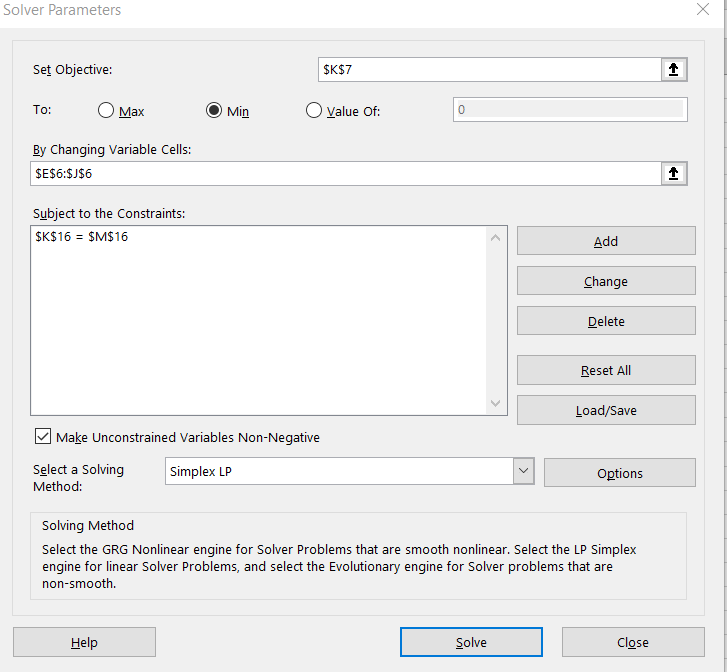 Solver Parameters
Set Objective:
$K$7
To:
Max
Min
Value Of:
0
By Changing Variable Cells:
$E$6:$J$6
Subject to the Constraints:
$K$16 = $M$16
Add
Change
Delete
Reset All
Load/Save
Make Unconstrained Variables Non-Negative
Select a Solving
Method:
Simplex LP
Options
Solving Method
Select the GRG Nonlinear engine for Solver Problems that are smooth nonlinear. Select the LP Simplex
engine for linear Solver Problems, and select the Evolutionary engine for Solver problems that are
non-smooth.
Help
Solve
Close